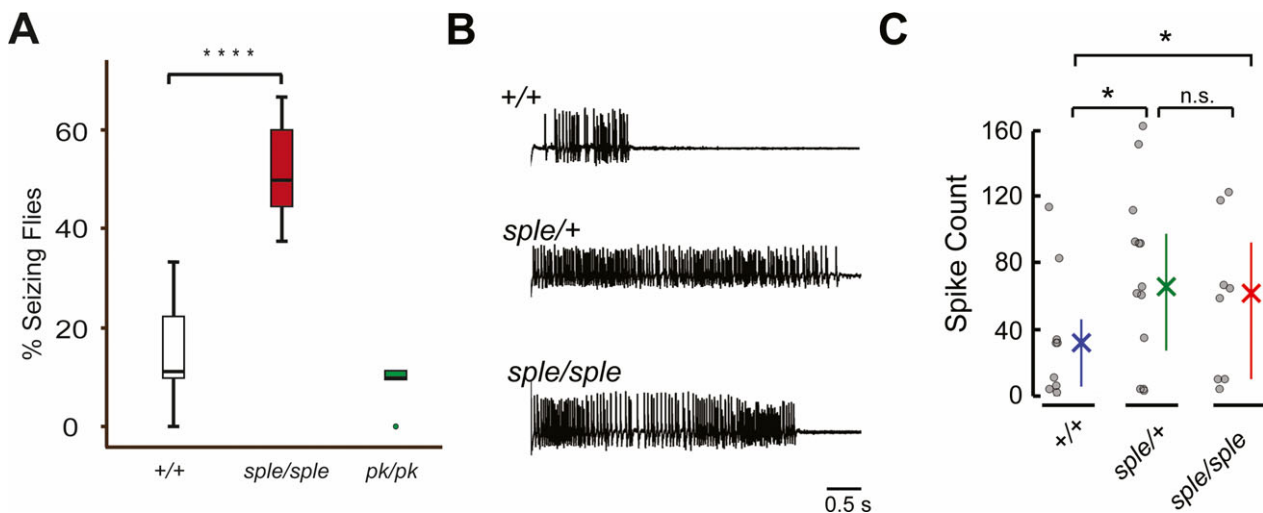 A
* * * *
% Seizing Flies
60
40
20
0
+/+
sple/sple
pk/pk
B
+/+
sple/+
sple/sple
0.5 s
C
*
*
n.s.
Spike Count
160
120
80
40
0
+/+
sple/+
sple/sple